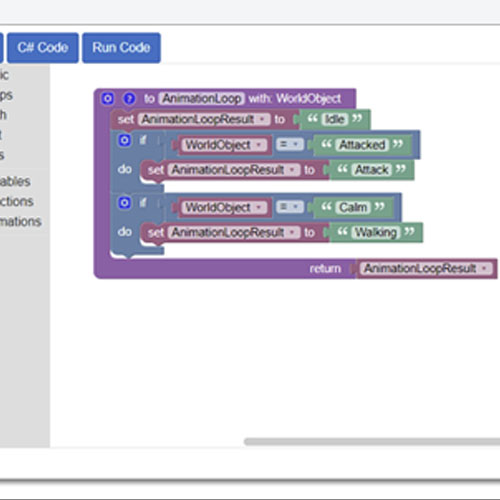 C# Code Run Code
ic
ps
h
t
s
ables
ctions
mations
to AnimationLoop with: WorldObject
set AnimationLoopResult to “ Idle ”
if WorldObject = “ Attacked ”
do set AnimationLoopResult to “ Attack ”
if WorldObject = “ Calm ”
do set AnimationLoopResult to “ Walking ”
return AnimationLoopResult